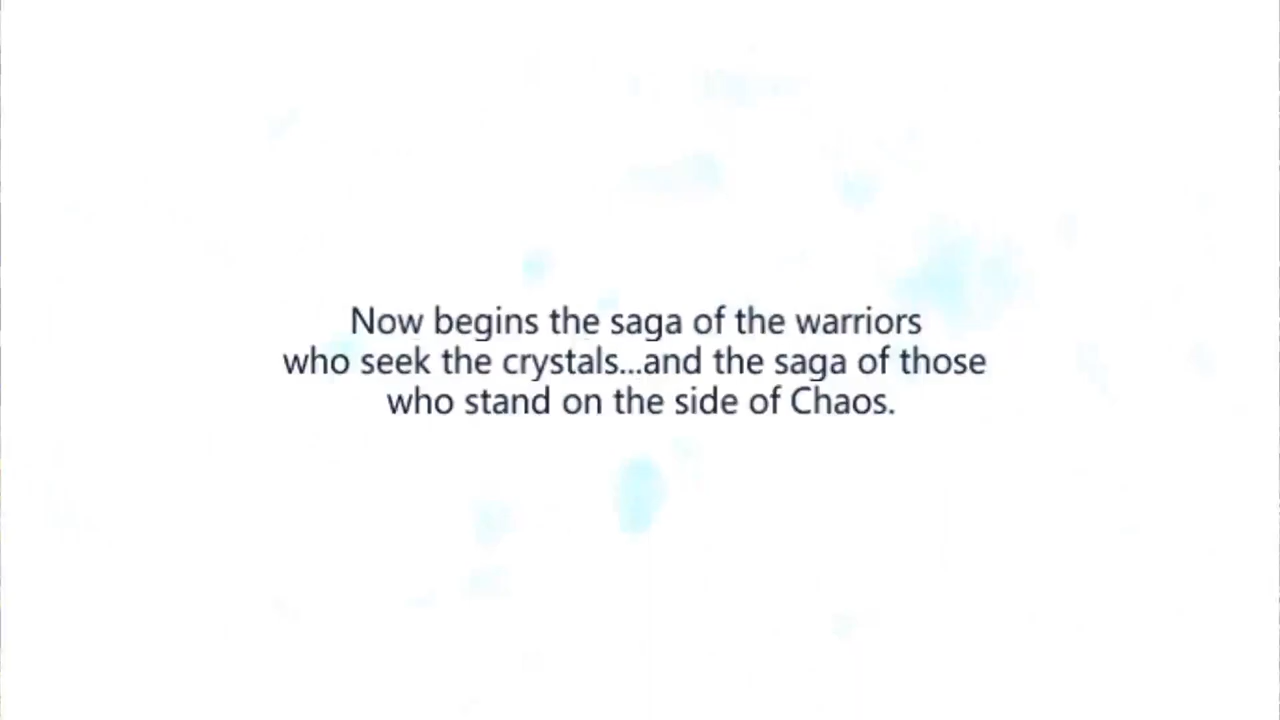 Now begins the saga of the warriors
who seek the crystals...and the saga of those
who stand on the side of Chaos.